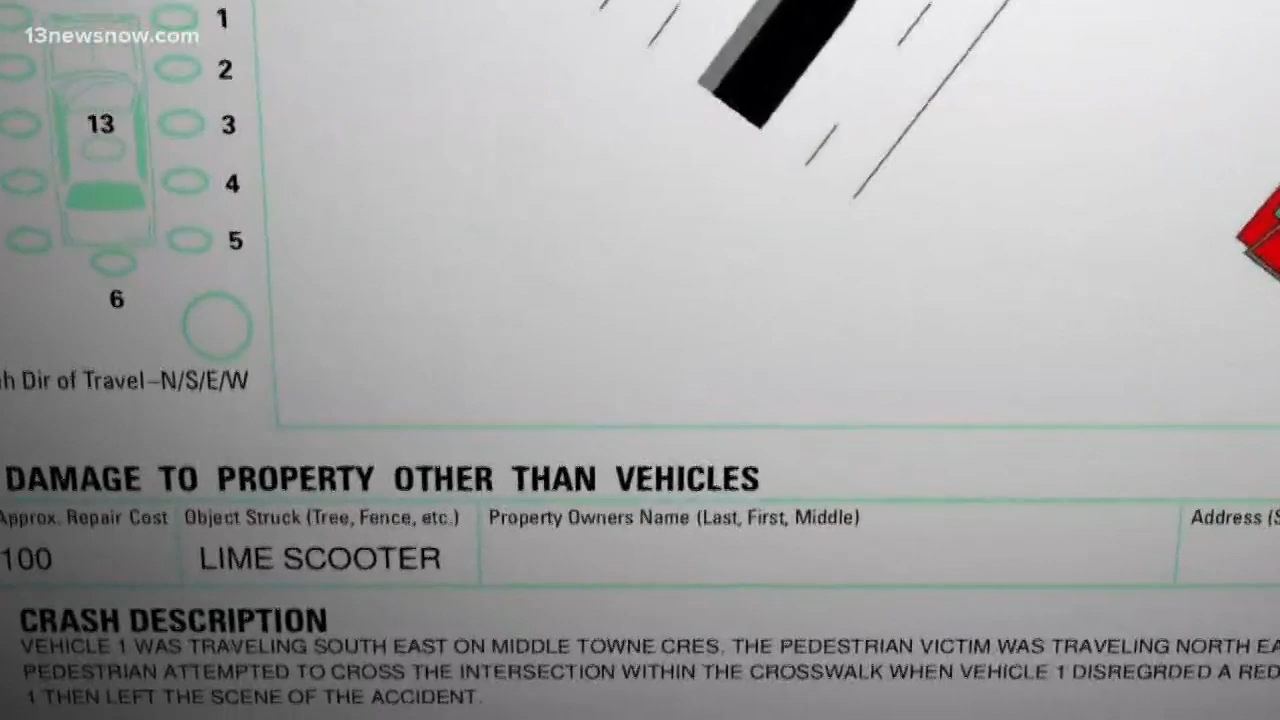 1
13newsnow.com
2
13
3
4
5
6
Dir of Travel–N/S/E/W
DAMAGE TO PROPERTY OTHER THAN VEHICLES
Approx. Repair Cost Object Struck (Tree, Fence, etc.) Property Owners Name (Last, First, Middle) Address
100 LIME SCOOTER
CRASH DESCRIPTION
VEHICLE 1 WAS TRAVELING SOUTH EAST ON MIDDLE TOWNE CRES. THE PEDESTRIAN VICTIM WAS TRAVELING NORTH
PEDESTRIAN ATTEMPTED TO CROSS THE INTERSECTION WITHIN THE CROSSWALK WHEN VEHICLE 1 DISREGRDED A RED
1 THEN LEFT THE SCENE OF THE ACCIDENT.